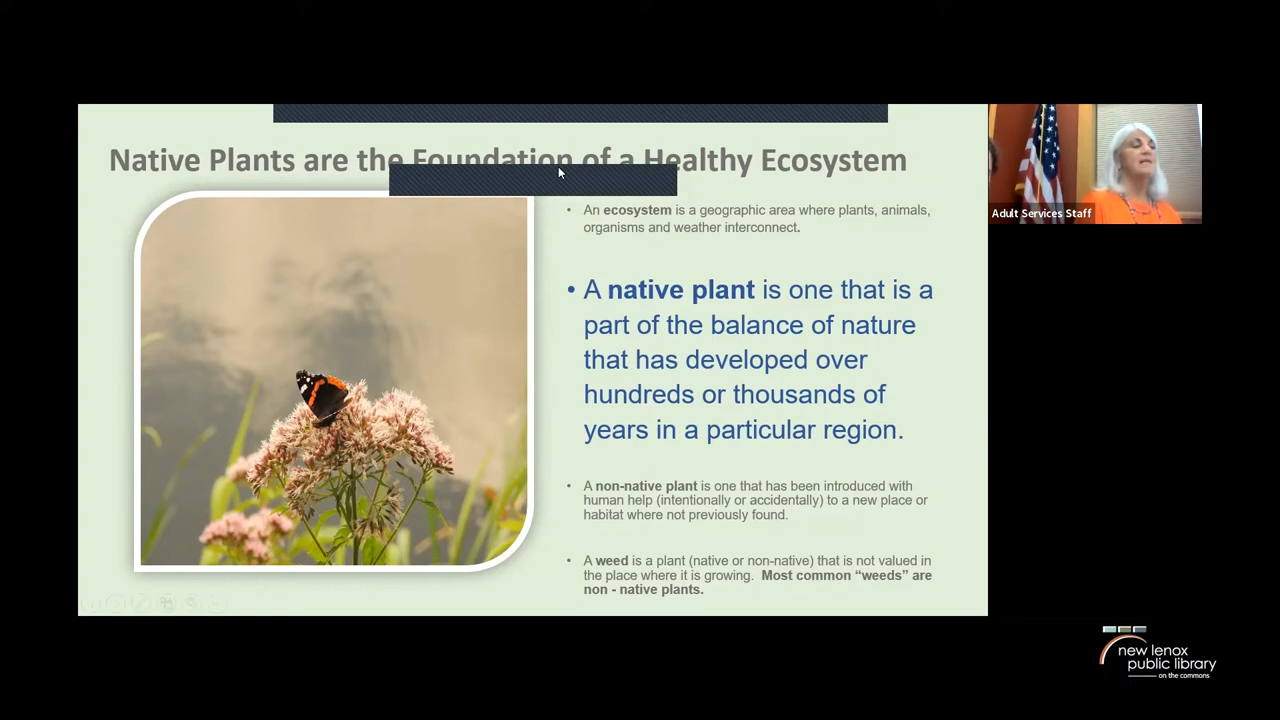 Native Plants are the Foundation of a Healthy Ecosystem
• An ecosystem is a geographic area where plants, animals,
organisms and weather interconnect.
• A native plant is one that is a
part of the balance of nature
that has developed over
hundreds or thousands of
years in a particular region.
• A non-native plant is one that has been introduced with
human help (intentionally or accidentally) to a new place or
habitat where not previously found.
• A weed is a plant (native or non-native) that is not valued in
the place where it is growing.  Most common “weeds” are
non - native plants.
Adult Services Staff
new lenox
public library
on the commons